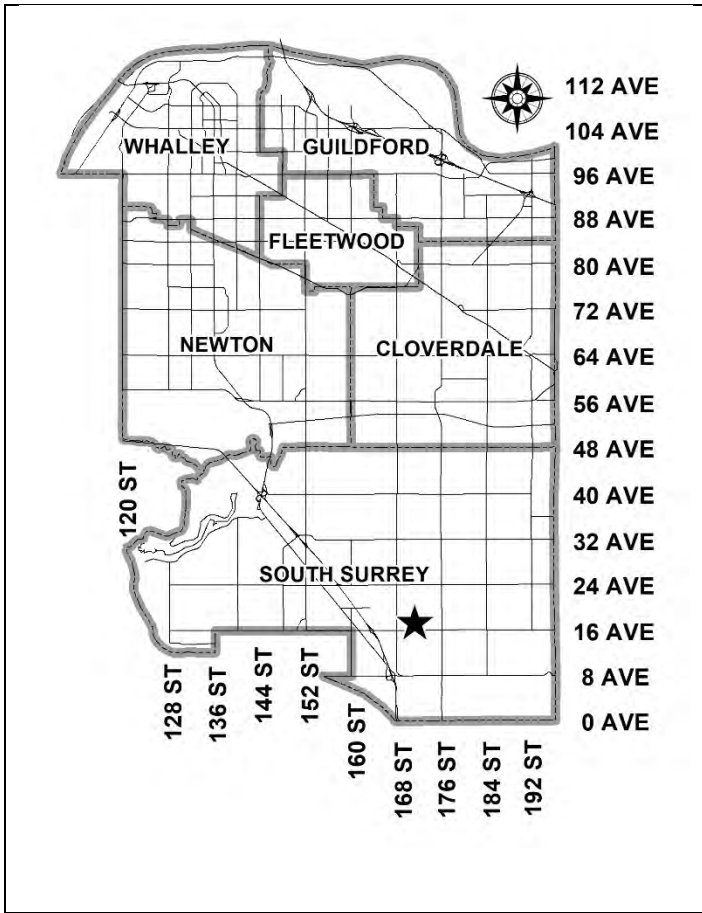 112 AVE
104 AVE
WHALLEY
GUILDFORD
96 AVE
88 AVE
FLEETWOOD
80 AVE
72 AVE
NEWTON
CLOVERDALE
64 AVE
56 AVE
48 AVE
120 ST
40 AVE
32 AVE
SOUTH SURREY
24 AVE
16 AVE
8 AVE
0 AVE
128 ST
136 ST
144 ST
152 ST
160 ST
168 ST
176 ST
184 ST
192 ST